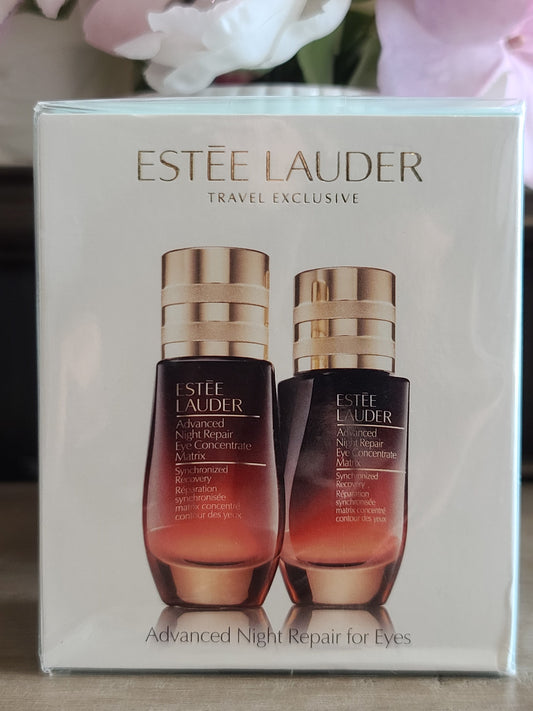 ESTĒE LAUDER
TRAVEL EXCLUSIVE
ESTĒE
LAUDER
Advanced
Night Repair
Eye Concentrate
Matrix
Synchronized
Recovery
Réparation
synchronisée
matrix concentré
contour des yeux
ESTĒE
LAUDER
Advanced
Night Repair
Eye Concentrate
Matrix
Synchronized
Recovery
Réparation
synchronisée
matrix concentré
contour des yeux
Advanced Night Repair for Eyes